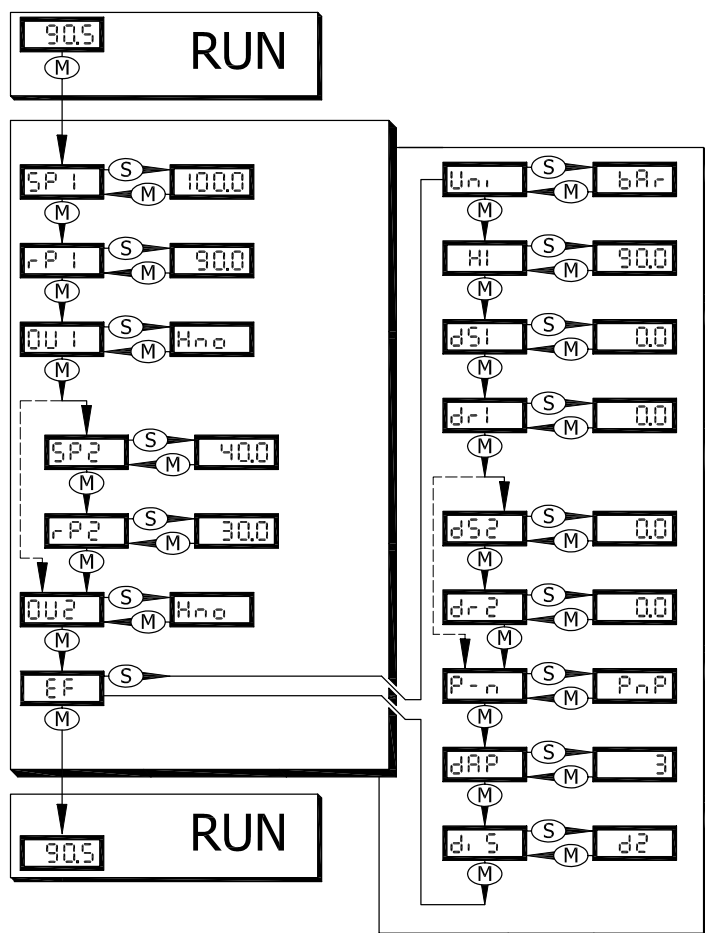 90.5
RUN
M
SP1 S 100.0
M
M
rP1 S 90.0
M
M
OU1 S Hno
M
M
SP2 S 40.0
M
M
rP2 S 30.0
M
M
OU2 S Hno
M
M
EF S
M
90.5
RUN
Uni S bAr
M
M
HI S 90.0
M
M
dS1 S 0.0
M
M
dr1 S 0.0
M
M
dS2 S 0.0
M
M
dr2 S 0.0
M
M
P-n S PnP
M
M
dAP S 3
M
M
diS S d2
M
M